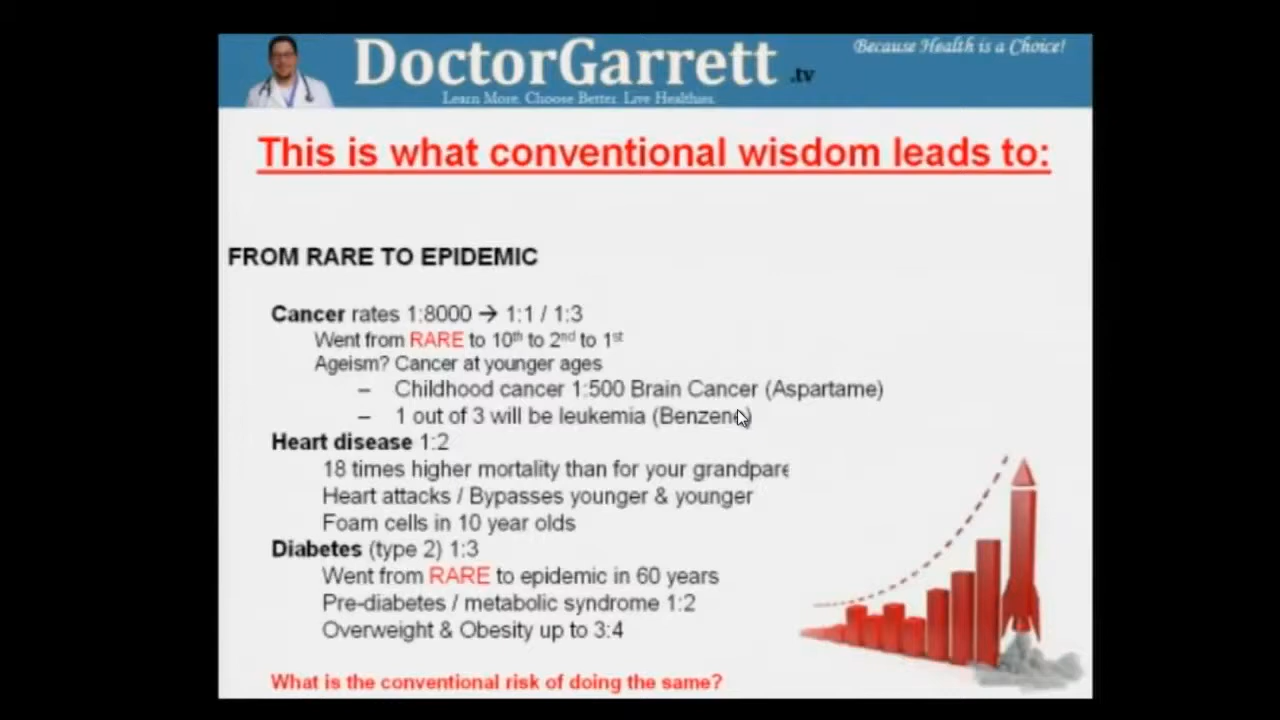 DoctorGarrett .tv
Because Health is a Choice!
Learn More. Choose Better. Live Healthier.
This is what conventional wisdom leads to:
FROM RARE TO EPIDEMIC
Cancer rates 1:8000 → 1:1 / 1:3
Went from RARE to 10th to 2nd to 1st
Ageism? Cancer at younger ages
– Childhood cancer 1:500 Brain Cancer (Aspartame)
– 1 out of 3 will be leukemia (Benzene)
Heart disease 1:2
18 times higher mortality than for your grandpare
Heart attacks / Bypasses younger & younger
Foam cells in 10 year olds
Diabetes (type 2) 1:3
Went from RARE to epidemic in 60 years
Pre-diabetes / metabolic syndrome 1:2
Overweight & Obesity up to 3:4
What is the conventional risk of doing the same?